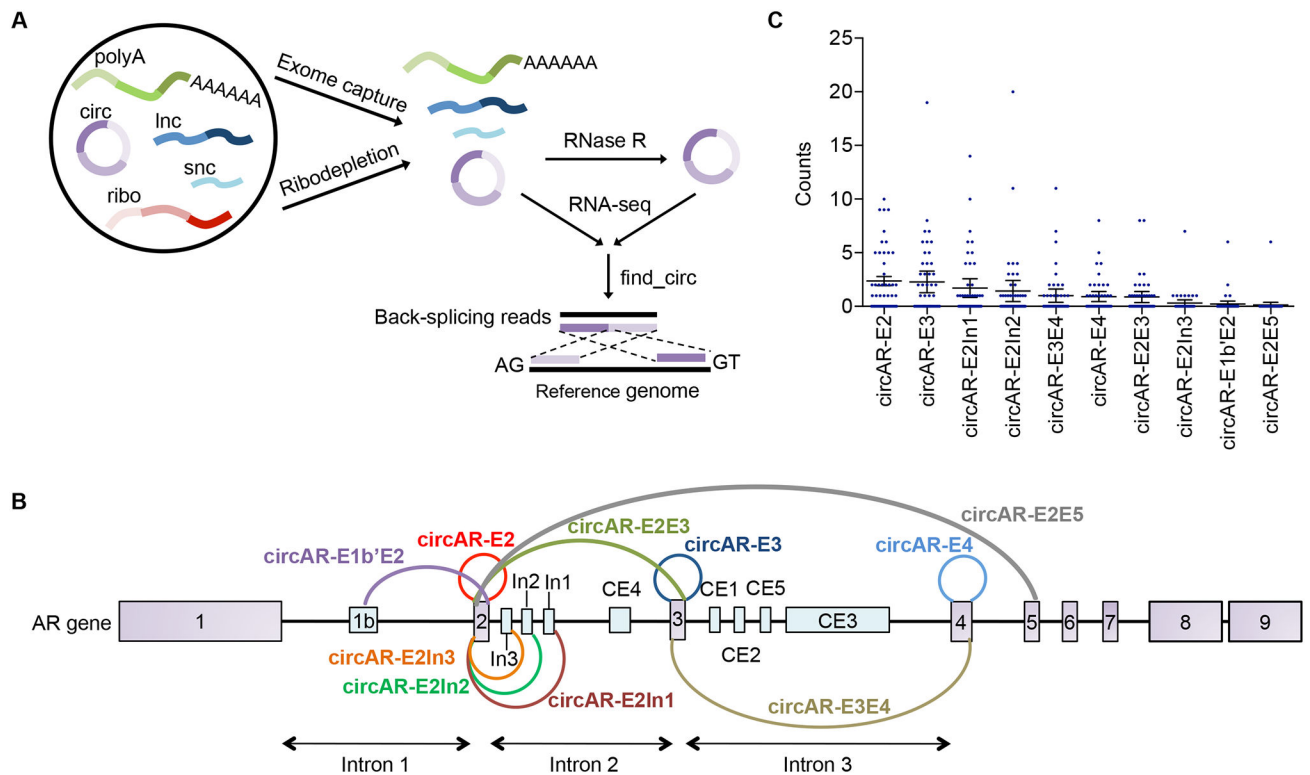 A
polyA
AAAAAA
circ
lnc
snc
ribo
Exome capture
Ribodepletion
AAAAAA
RNase R
RNA-seq
find_circ
Back-splicing reads
AG
GT
Reference genome
C
Counts
25
20
15
10
5
0
circAR-E2
circAR-E3
circAR-E2In1
circAR-E2In2
circAR-E3E4
circAR-E4
circAR-E2E3
circAR-E2In3
circAR-E1b'E2
circAR-E2E5
B
circAR-E1b'E2
circAR-E2
circAR-E2E3
circAR-E3
circAR-E4
circAR-E2E5
In2
In1
CE4
CE1
CE5
AR gene
1
1b
2
3
CE3
4
5
6
7
8
9
In3
CE2
circAR-E2In3
circAR-E2In2
circAR-E2In1
circAR-E3E4
Intron 1
Intron 2
Intron 3